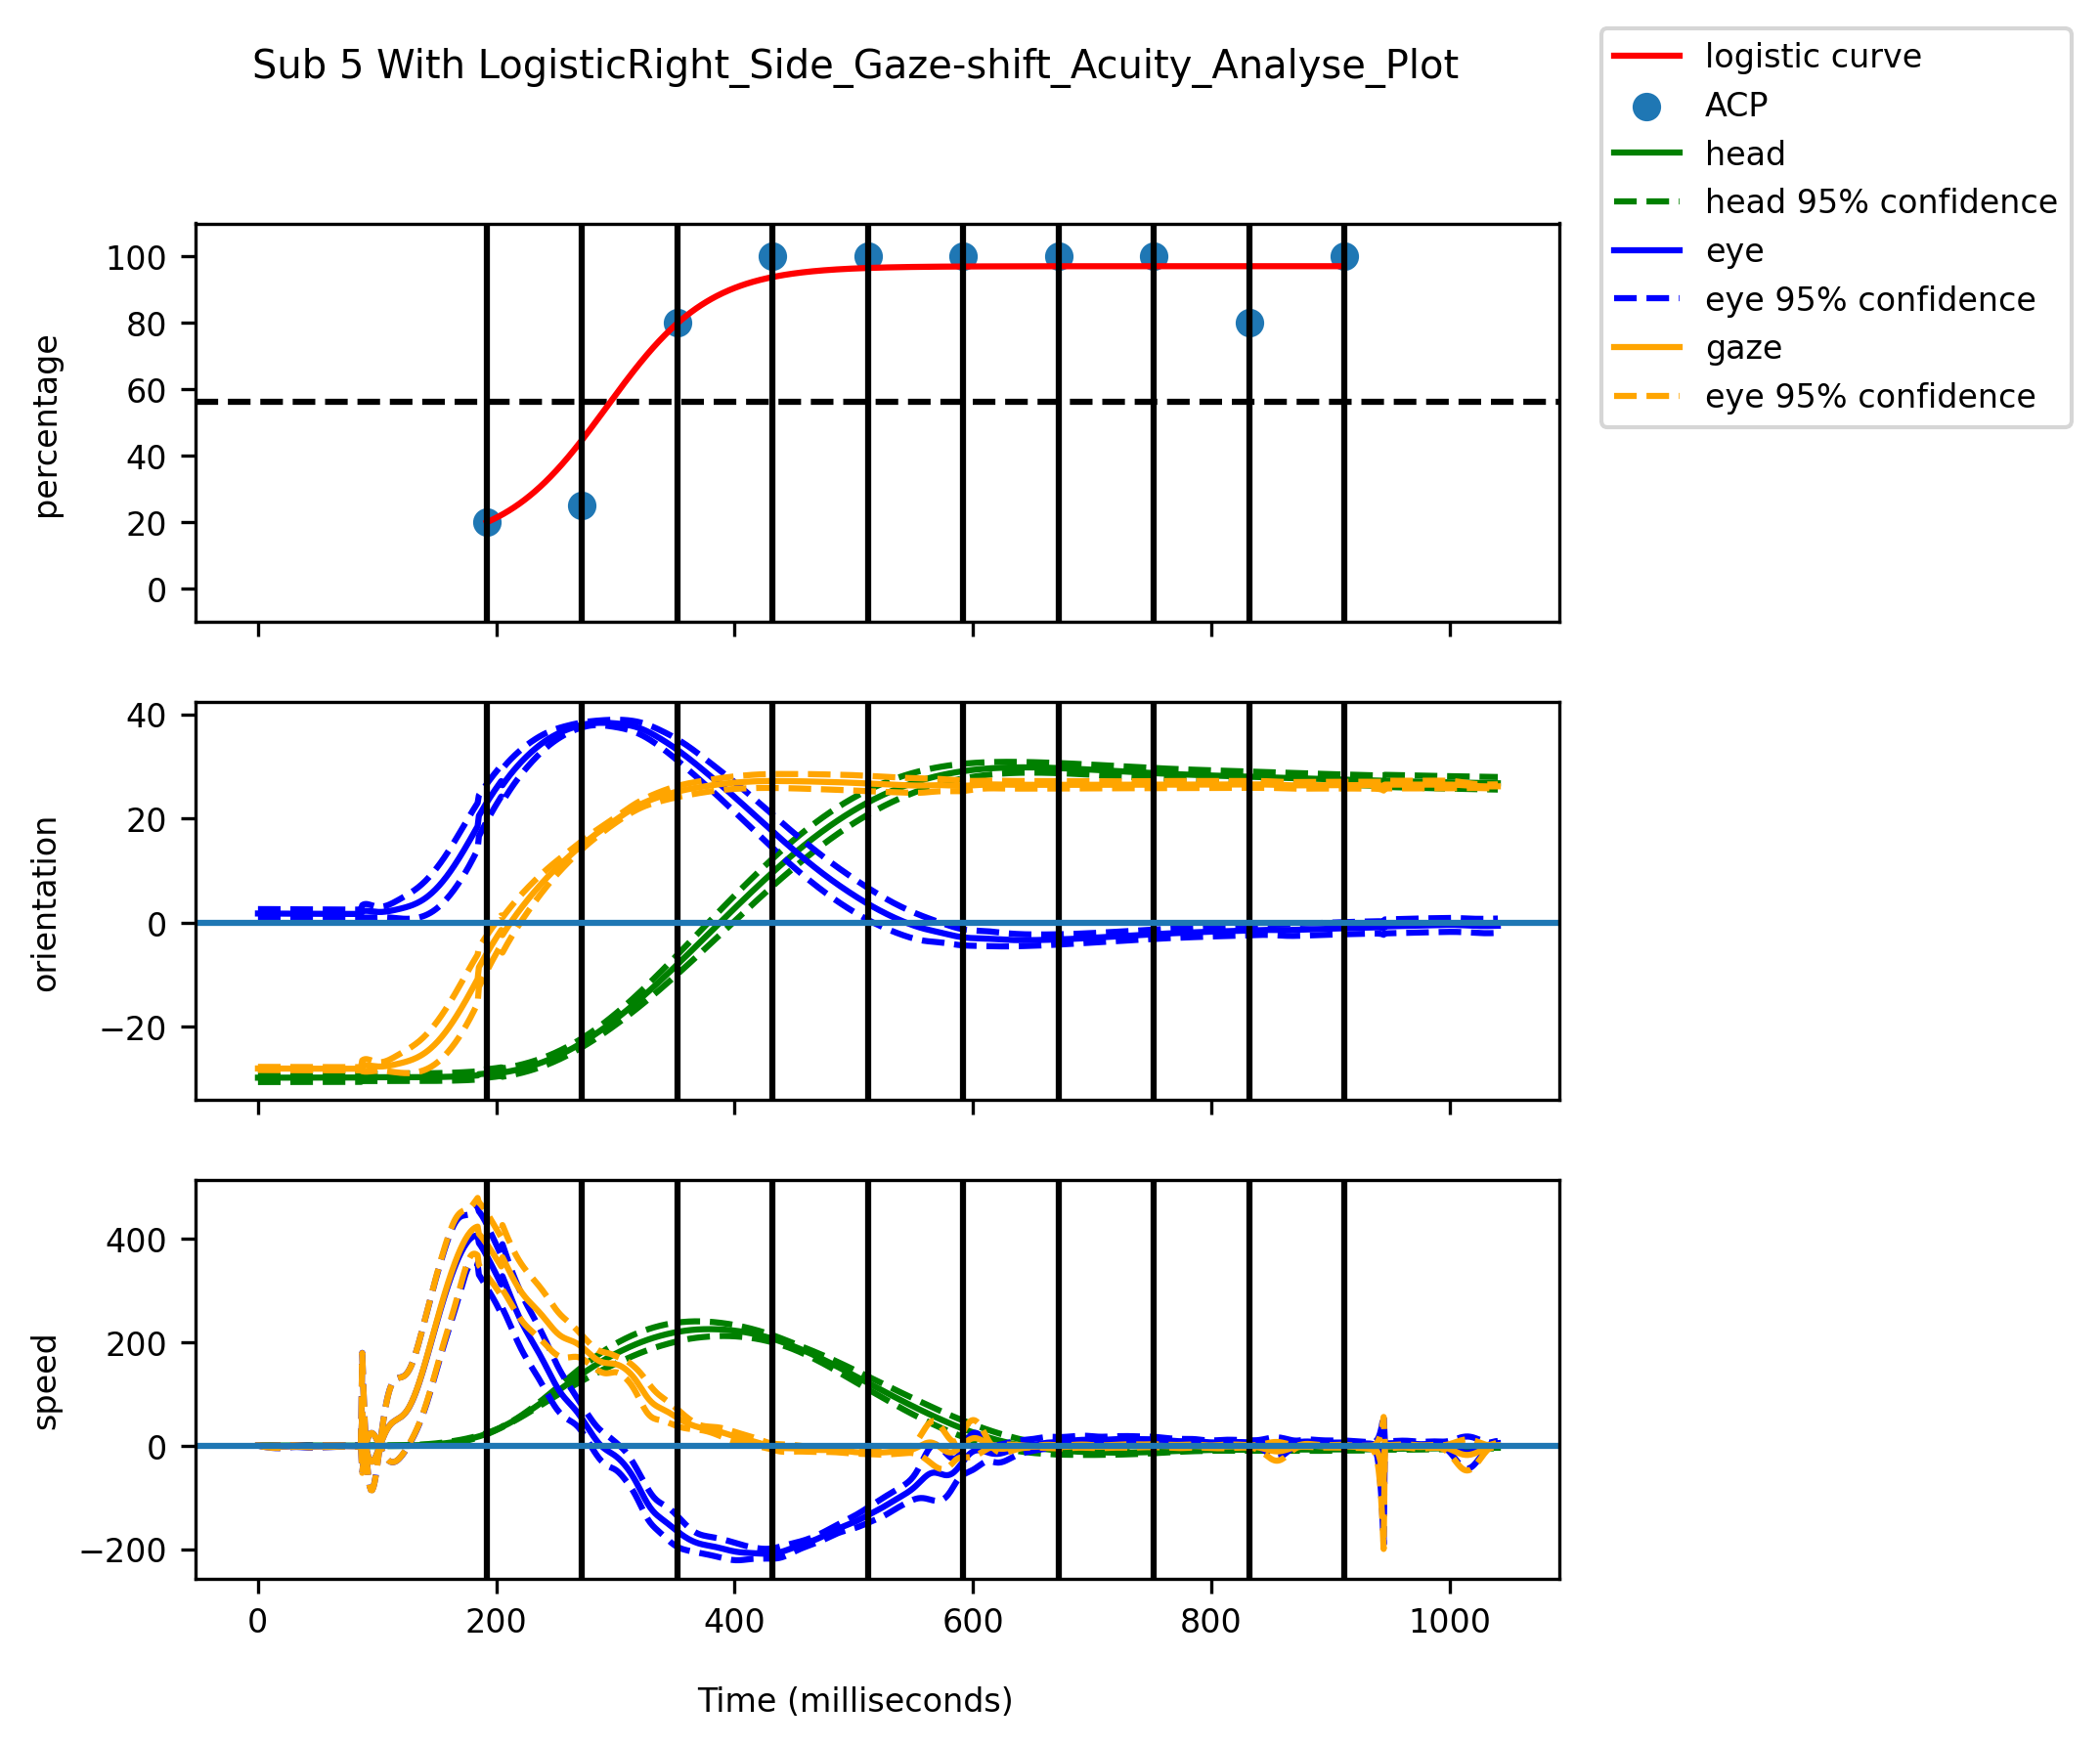 Sub 5 With LogisticRight_Side_Gaze-shift_Acuity_Analyse_Plot
logistic curve
ACP
head
head 95% confidence
eye
eye 95% confidence
gaze
eye 95% confidence
percentage
100
80
60
40
20
0
orientation
40
20
0
−20
speed
400
200
0
−200
0 200 400 600 800 1000
Time (milliseconds)